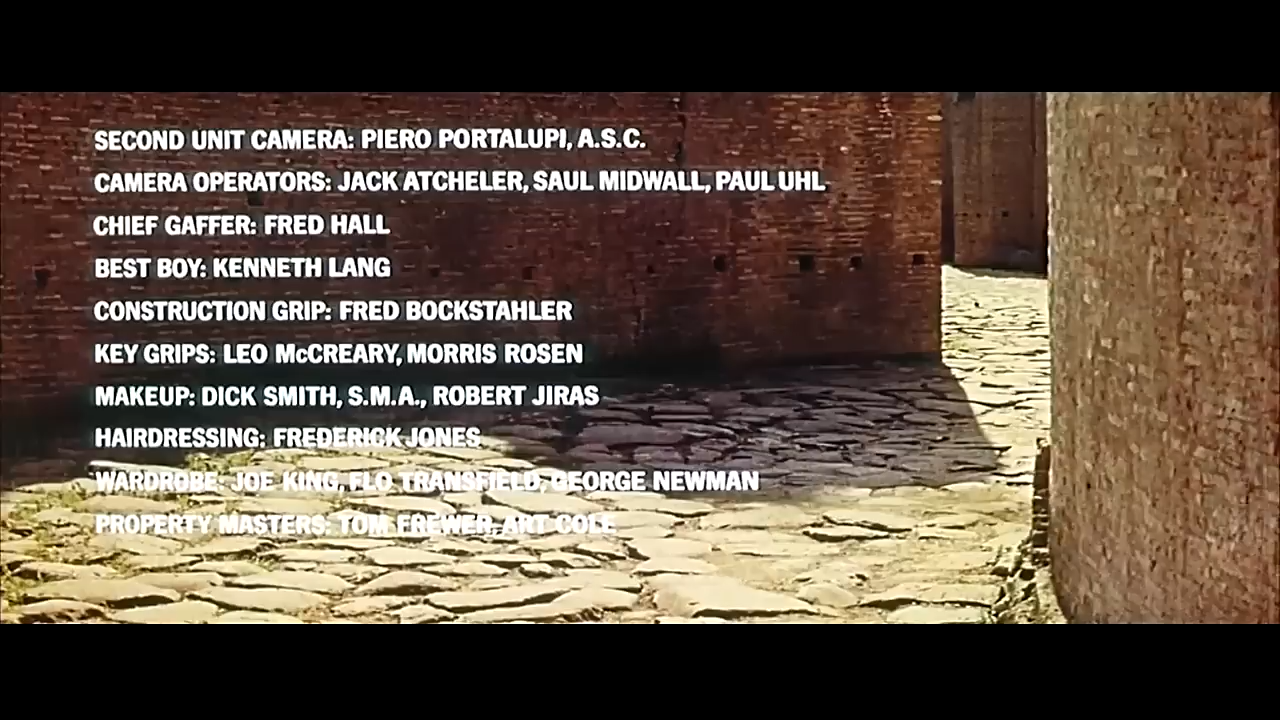 SECOND UNIT CAMERA: PIERO PORTALUPI, A.S.C.
CAMERA OPERATORS: JACK ATCHELER, SAUL MIDWALL, PAUL UHL
CHIEF GAFFER: FRED HALL
BEST BOY: KENNETH LANG
CONSTRUCTION GRIP: FRED BOCKSTAHLER
KEY GRIPS: LEO McCREARY, MORRIS ROSEN
MAKEUP: DICK SMITH, S.M.A., ROBERT JIRAS
HAIRDRESSING: FREDERICK JONES
WARDROBE: JOE KING, FLO TRANSFIELD, GEORGE NEWMAN
PROPERTY MASTERS: TOM FREWER, ART COLE